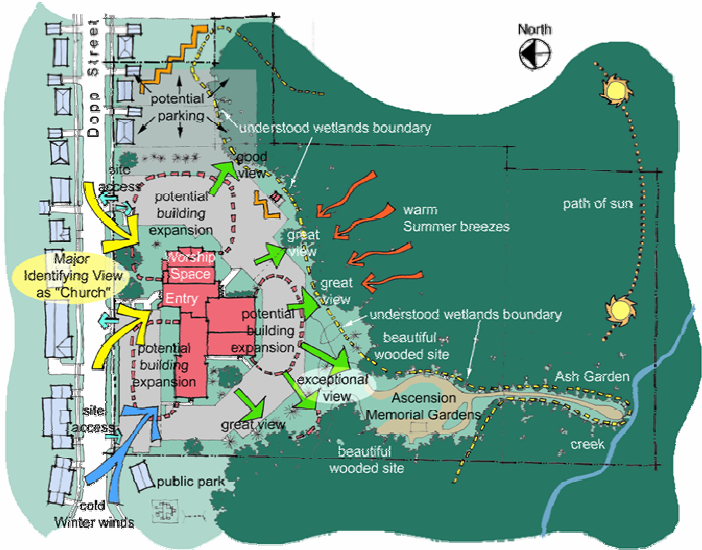 North
Dopp Street
potential
parking
understood wetlands boundary
good
view
site
access
potential
building
expansion
warm
Summer breezes
path of sun
great
view
Major
Identifying View
as "Church"
Worship
Space
Entry
great
view
potential
building
expansion
understood wetlands boundary
beautiful
wooded site
potential
building
expansion
exceptional
view
Ash Garden
Ascension
Memorial Gardens
site
access
great view
creek
beautiful
wooded site
public park
cold
Winter winds